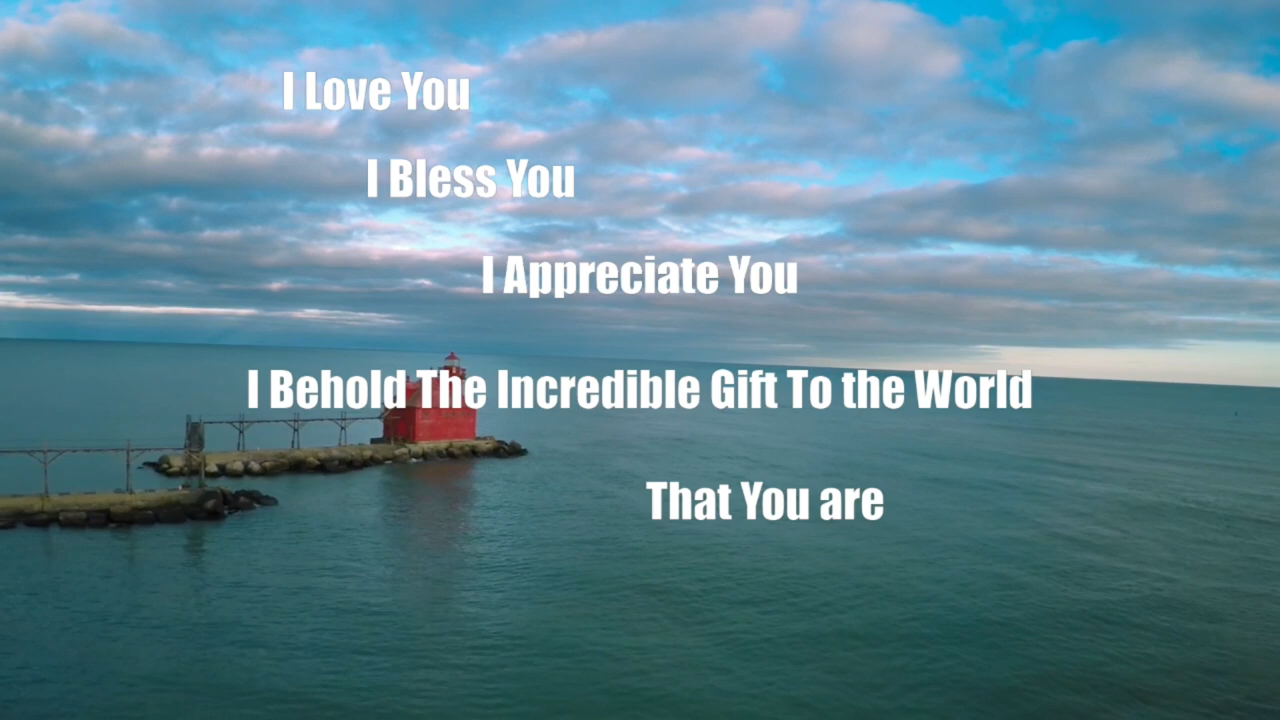 I Love You
I Bless You
I Appreciate You
I Behold The Incredible Gift To the World
That You are